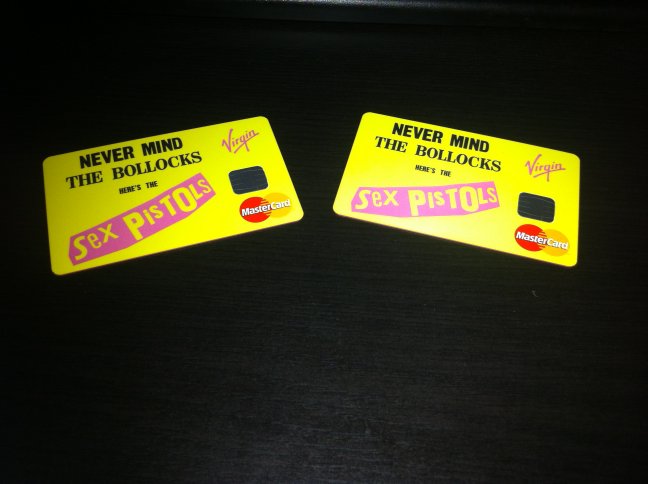 NEVER MIND
THE BOLLOCKS
HERE'S THE
Sex PISTOLS
Virgin
MasterCard
NEVER MIND
THE BOLLOCKS
HERE'S THE
Sex PISTOLS
Virgin
MasterCard